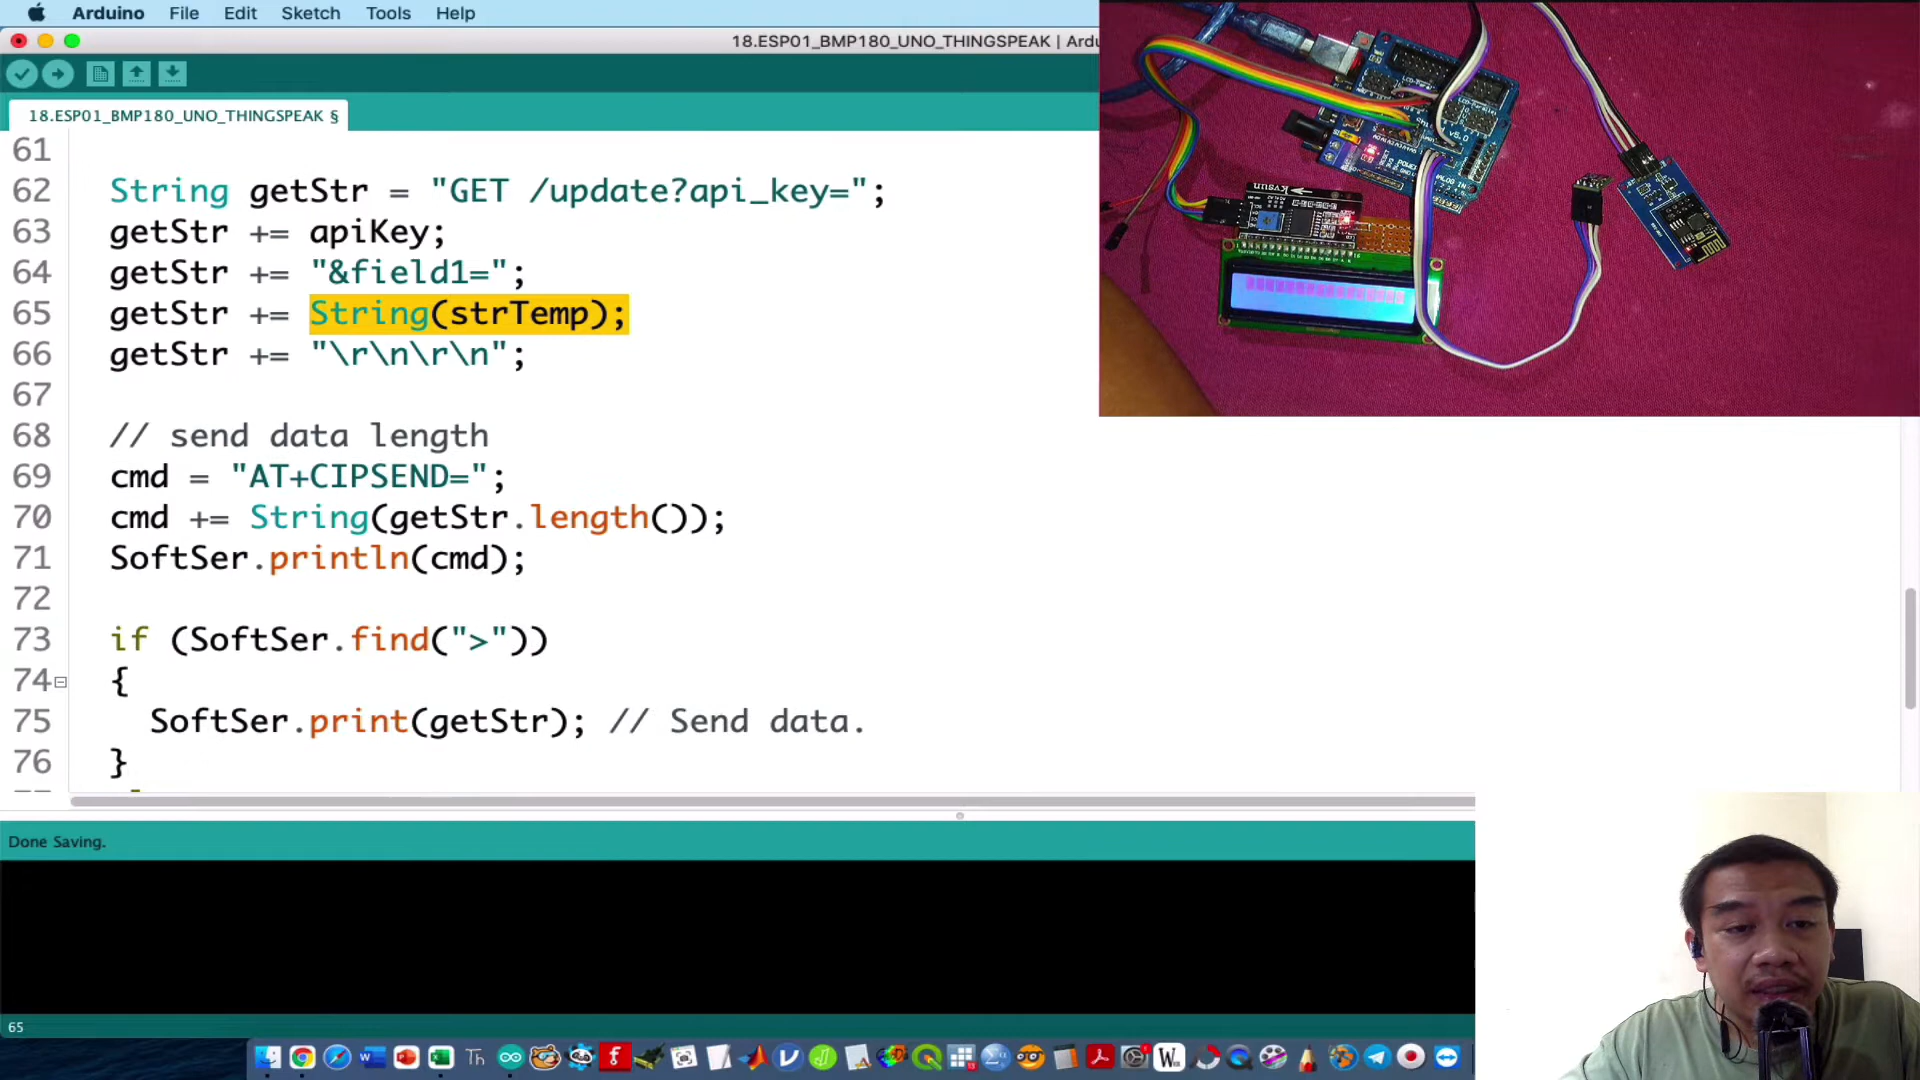 Arduino File Edit Sketch Tools Help
18.ESP01_BMP180_UNO_THINGSPEAK | Ardu
18.ESP01_BMP180_UNO_THINGSPEAK §
61
62 String getStr = "GET /update?api_key=";
63 getStr += apiKey;
64 getStr += "&field1=";
65 getStr += String(strTemp);
66 getStr += "\r\n\r\n";
67
68 // send data length
69 cmd = "AT+CIPSEND=";
70 cmd += String(getStr.length());
71 SoftSer.println(cmd);
72
73 if (SoftSer.find(">"))
74 {
75 SoftSer.print(getStr); // Send data.
76 }
Done Saving.
65